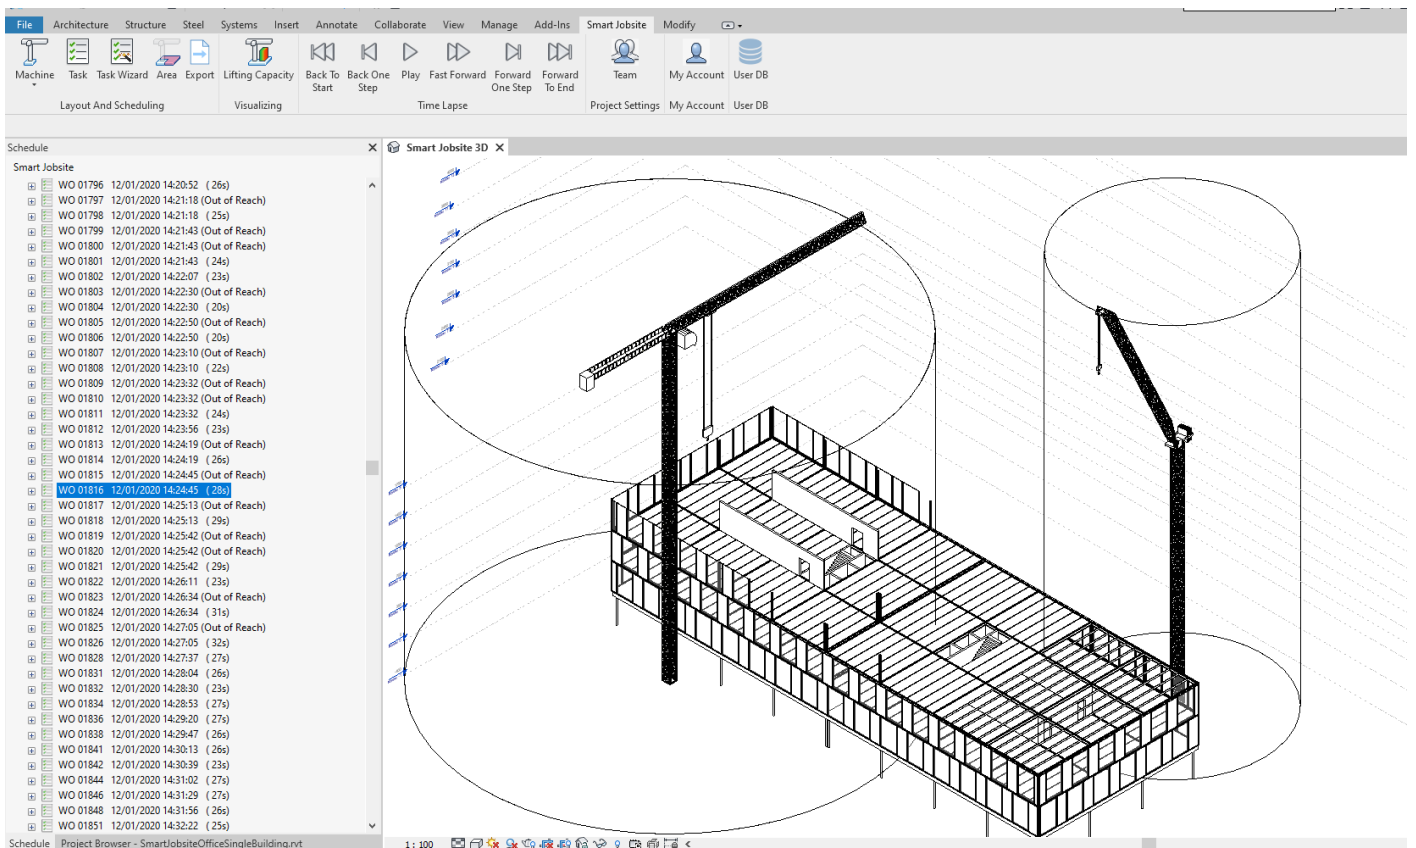 File Architecture Structure Steel Systems Insert Annotate Collaborate View Manage Add-Ins Smart Jobsite Modify
Machine Task Task Wizard Area Export Lifting Capacity Back To Start Back One Step Play Fast Forward Forward One Step Forward To End Team My Account User DB
Layout And Scheduling Visualizing Time Lapse Project Settings My Account User DB
Schedule X Smart Jobsite 3D X
Smart Jobsite
WO 01796 12/01/2020 14:20:52 ( 26s)
WO 01797 12/01/2020 14:21:18 (Out of Reach)
WO 01798 12/01/2020 14:21:18 ( 25s)
WO 01799 12/01/2020 14:21:43 (Out of Reach)
WO 01800 12/01/2020 14:21:43 (Out of Reach)
WO 01801 12/01/2020 14:21:43 ( 24s)
WO 01802 12/01/2020 14:22:07 ( 23s)
WO 01803 12/01/2020 14:22:30 (Out of Reach)
WO 01804 12/01/2020 14:22:30 ( 20s)
WO 01805 12/01/2020 14:22:50 (Out of Reach)
WO 01806 12/01/2020 14:22:50 ( 20s)
WO 01807 12/01/2020 14:23:10 (Out of Reach)
WO 01808 12/01/2020 14:23:10 ( 22s)
WO 01809 12/01/2020 14:23:32 (Out of Reach)
WO 01810 12/01/2020 14:23:32 (Out of Reach)
WO 01811 12/01/2020 14:23:32 ( 24s)
WO 01812 12/01/2020 14:23:56 ( 23s)
WO 01813 12/01/2020 14:24:19 (Out of Reach)
WO 01814 12/01/2020 14:24:19 ( 26s)
WO 01815 12/01/2020 14:24:45 (Out of Reach)
WO 01816 12/01/2020 14:24:45 ( 28s)
WO 01817 12/01/2020 14:25:13 (Out of Reach)
WO 01818 12/01/2020 14:25:13 ( 29s)
WO 01819 12/01/2020 14:25:42 (Out of Reach)
WO 01820 12/01/2020 14:25:42 (Out of Reach)
WO 01821 12/01/2020 14:25:42 ( 29s)
WO 01822 12/01/2020 14:26:11 ( 23s)
WO 01823 12/01/2020 14:26:34 (Out of Reach)
WO 01824 12/01/2020 14:26:34 ( 31s)
WO 01825 12/01/2020 14:27:05 (Out of Reach)
WO 01826 12/01/2020 14:27:05 ( 32s)
WO 01828 12/01/2020 14:27:37 ( 27s)
WO 01831 12/01/2020 14:28:04 ( 26s)
WO 01832 12/01/2020 14:28:30 ( 23s)
WO 01834 12/01/2020 14:28:53 ( 27s)
WO 01836 12/01/2020 14:29:20 ( 27s)
WO 01838 12/01/2020 14:29:47 ( 26s)
WO 01841 12/01/2020 14:30:13 ( 26s)
WO 01842 12/01/2020 14:30:39 ( 23s)
WO 01844 12/01/2020 14:31:02 ( 27s)
WO 01846 12/01/2020 14:31:29 ( 27s)
WO 01848 12/01/2020 14:31:56 ( 26s)
WO 01851 12/01/2020 14:32:22 ( 25s)
Schedule Project Browser - SmartJobsiteOfficeSingleBuilding.rvt 1 : 100